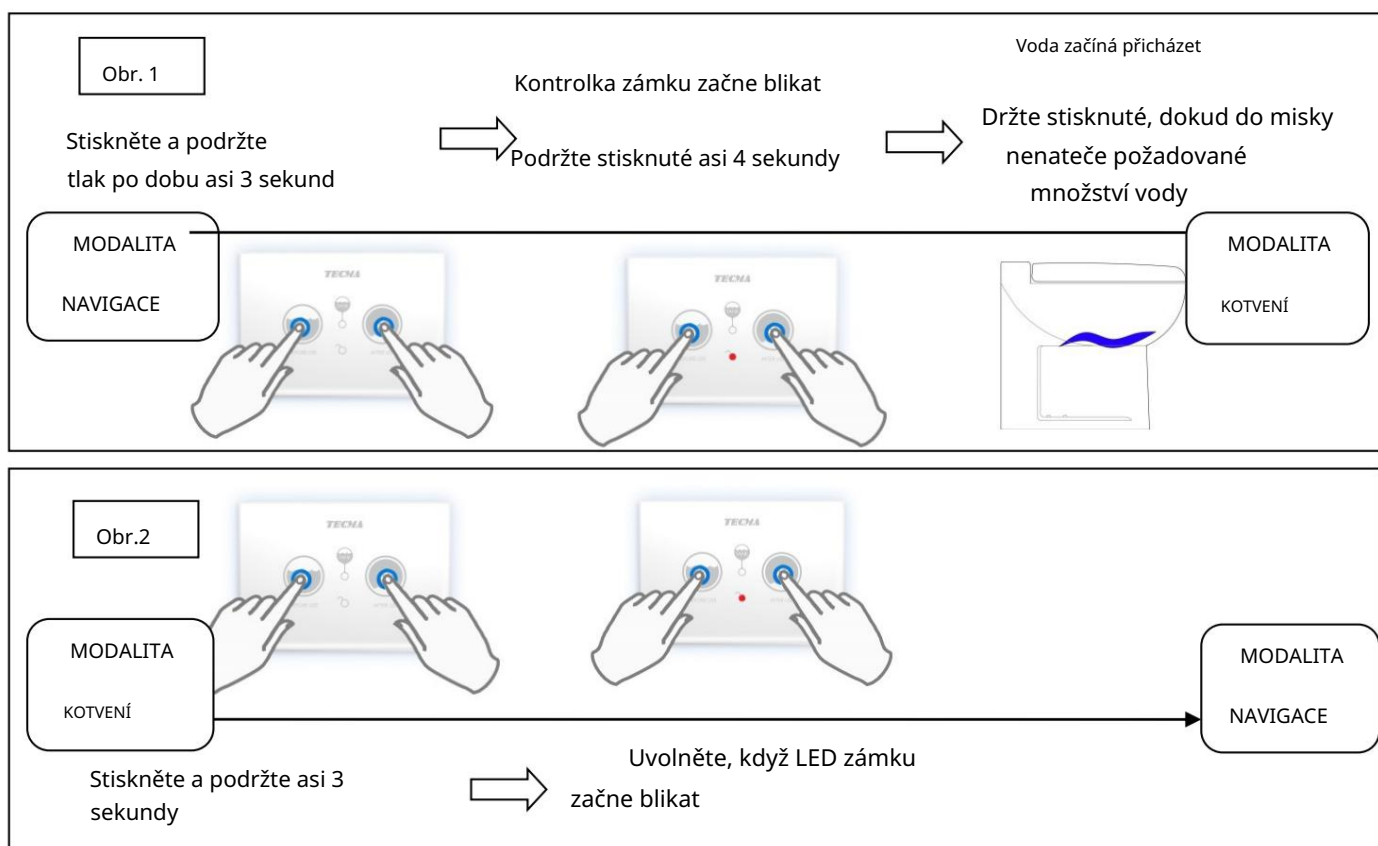 Obr. 1
Stiskněte a podržte
tlak po dobu asi 3 sekund
Kontrolka zámku začne blikat
Podržte stisknuté asi 4 sekundy
Voda začíná přicházet
Držte stisknuté, dokud do misky
nenateče požadované
množství vody
MODALITA
NAVIGACE
TECMA
TECMA
MODALITA
KOTVENÍ
Obr.2
TECMA
TECMA
MODALITA
KOTVENÍ
MODALITA
NAVIGACE
Stiskněte a podržte asi 3
sekundy
Uvolněte, když LED zámku
začne blikat